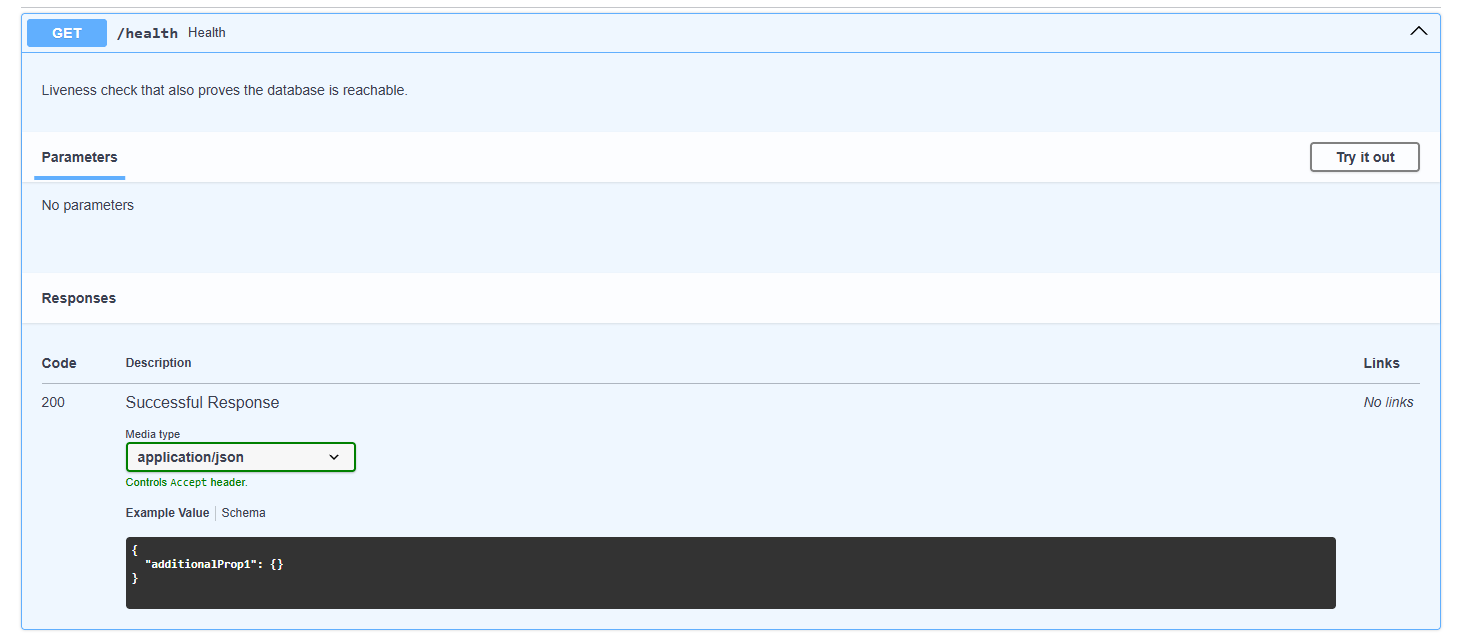 GET /health Health
Liveness check that also proves the database is reachable.
Parameters
Try it out
No parameters
Responses
Code Description Links
200 Successful Response No links
Media type
application/json
Controls Accept header.
Example Value Schema
{
  "additionalProp1": {}
}